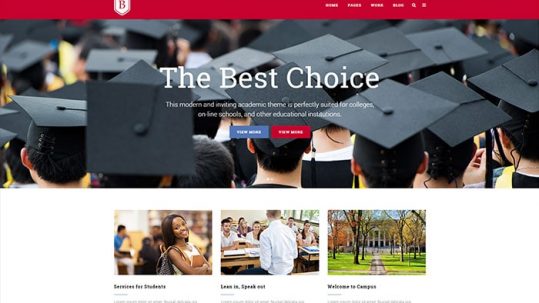 B
HOME PAGES WORK BLOG
The Best Choice
This modern and inviting academic theme is perfectly suited for colleges,
on-line schools, and other educational institutions.
VIEW MORE VIEW MORE
Services for Students Lean in, Speak out Welcome to Campus